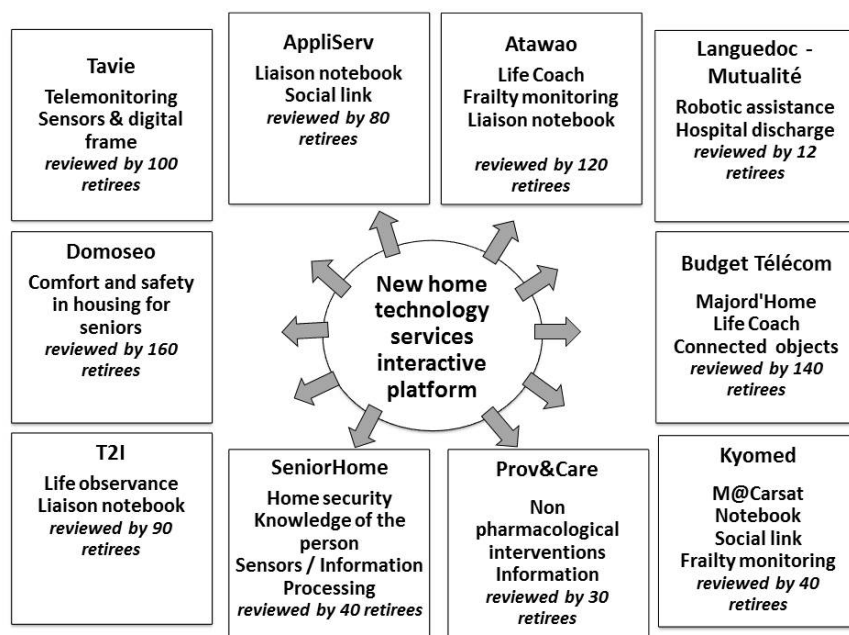 Tavie
Telemonitoring
Sensors & digital
frame
reviewed by 100
retirees
AppliServ
Liaison notebook
Social link
reviewed by 80
retirees
Atawao
Life Coach
Frailty monitoring
Liaison notebook
reviewed by 120
retirees
Languedoc -
Mutualité
Robotic assistance
Hospital discharge
reviewed by 12
retirees
Domoseo
Comfort and safety
in housing for
seniors
reviewed by 160
retirees
New home
technology
services
interactive
platform
Budget Télécom
Majord'Home
Life Coach
Connected objects
reviewed by 140
retirees
T2I
Life observance
Liaison notebook
reviewed by 90
retirees
SeniorHome
Home security
Knowledge of the
person
Sensors / Information
Processing
reviewed by 40 retirees
Prov&Care
Non
pharmacological
interventions
Information
reviewed by 30
retirees
Kyomed
M@Carsat
Notebook
Social link
Frailty monitoring
reviewed by 40
retirees